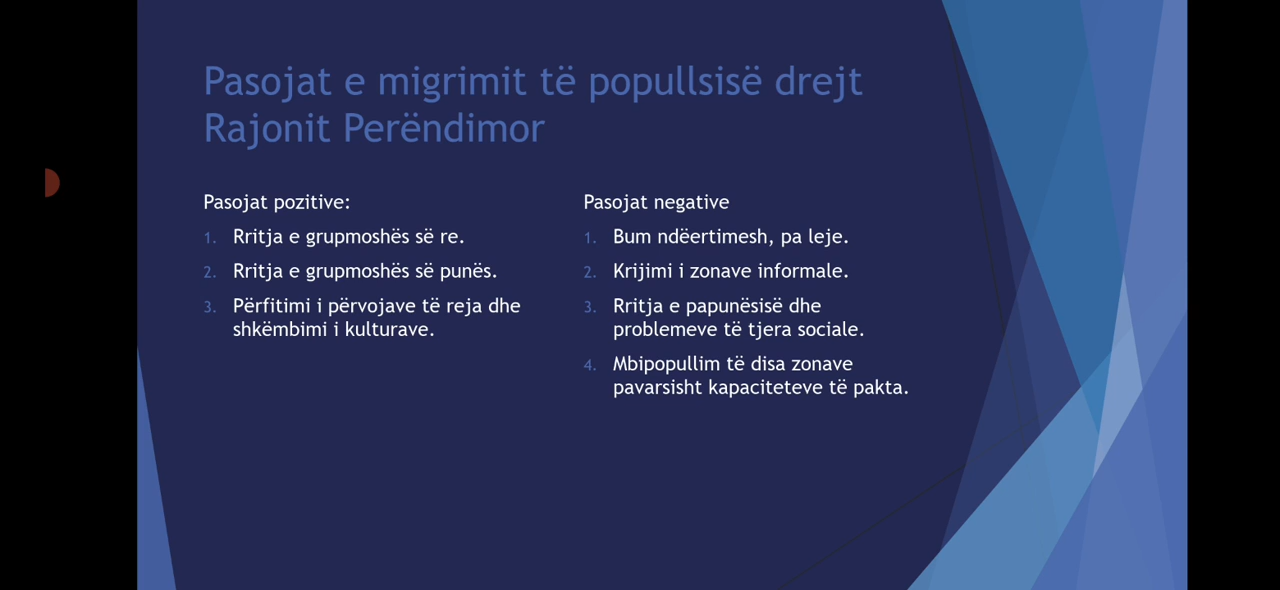 Pasojat e migrimit të popullsisë drejt
Rajonit Perëndimor
Pasojat pozitive:
1. Rritja e grupmoshës së re.
2. Rritja e grupmoshës së punës.
3. Përfitimi i përvojave të reja dhe
shkëmbimi i kulturave.
Pasojat negative
1. Bum ndëertimesh, pa leje.
2. Krijimi i zonave informale.
3. Rritja e papunësisë dhe
problemeve të tjera sociale.
4. Mbipopullim të disa zonave
pavarsisht kapaciteteve të pakta.